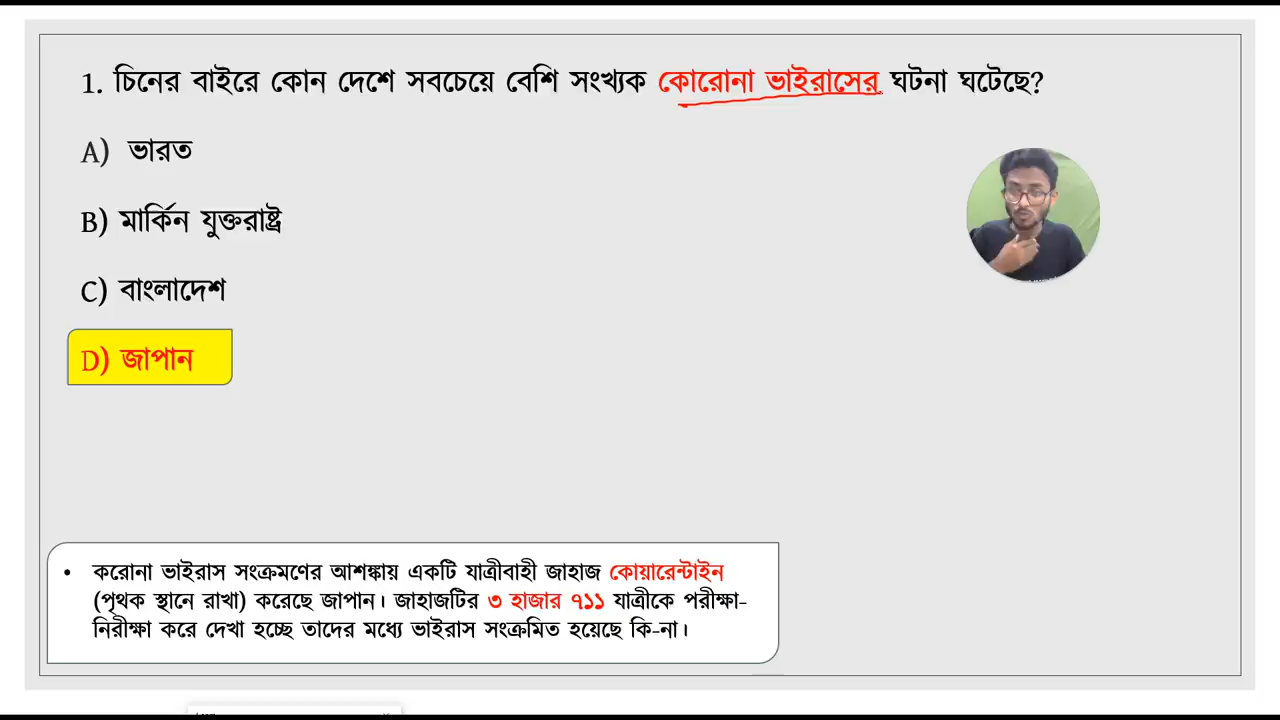 1. চিনের বাইরে কোন দেশে সবচেয়ে বেশি সংখ্যক কোরোনা ভাইরাসের ঘটনা ঘটেছে?
A) ভারত
B) মার্কিন যুক্তরাষ্ট্র
C) বাংলাদেশ
D) জাপান
• করোনা ভাইরাস সংক্রমণের আশঙ্কায় একটি যাত্রীবাহী জাহাজ কোয়ারেন্টাইন
(পৃথক স্থানে রাখা) করেছে জাপান। জাহাজটির ৩ হাজার ৭১১ যাত্রীকে পরীক্ষা-
নিরীক্ষা করে দেখা হচ্ছে তাদের মধ্যে ভাইরাস সংক্রমিত হয়েছে কি-না।